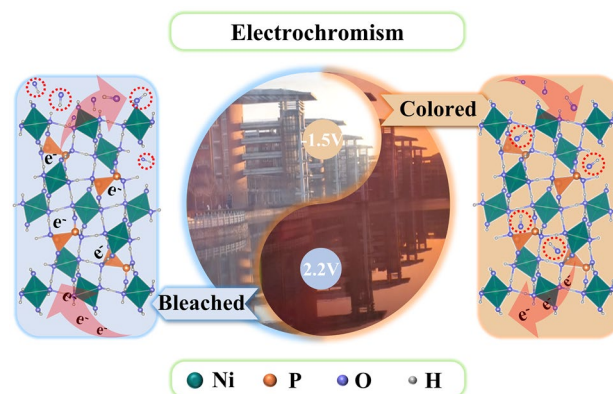 Electrochromism
Colored
-1.5V
e-
e-
e-
e-
2.2V
Bleached
e-
e-
e-
e-
e-
e-
Ni P O H